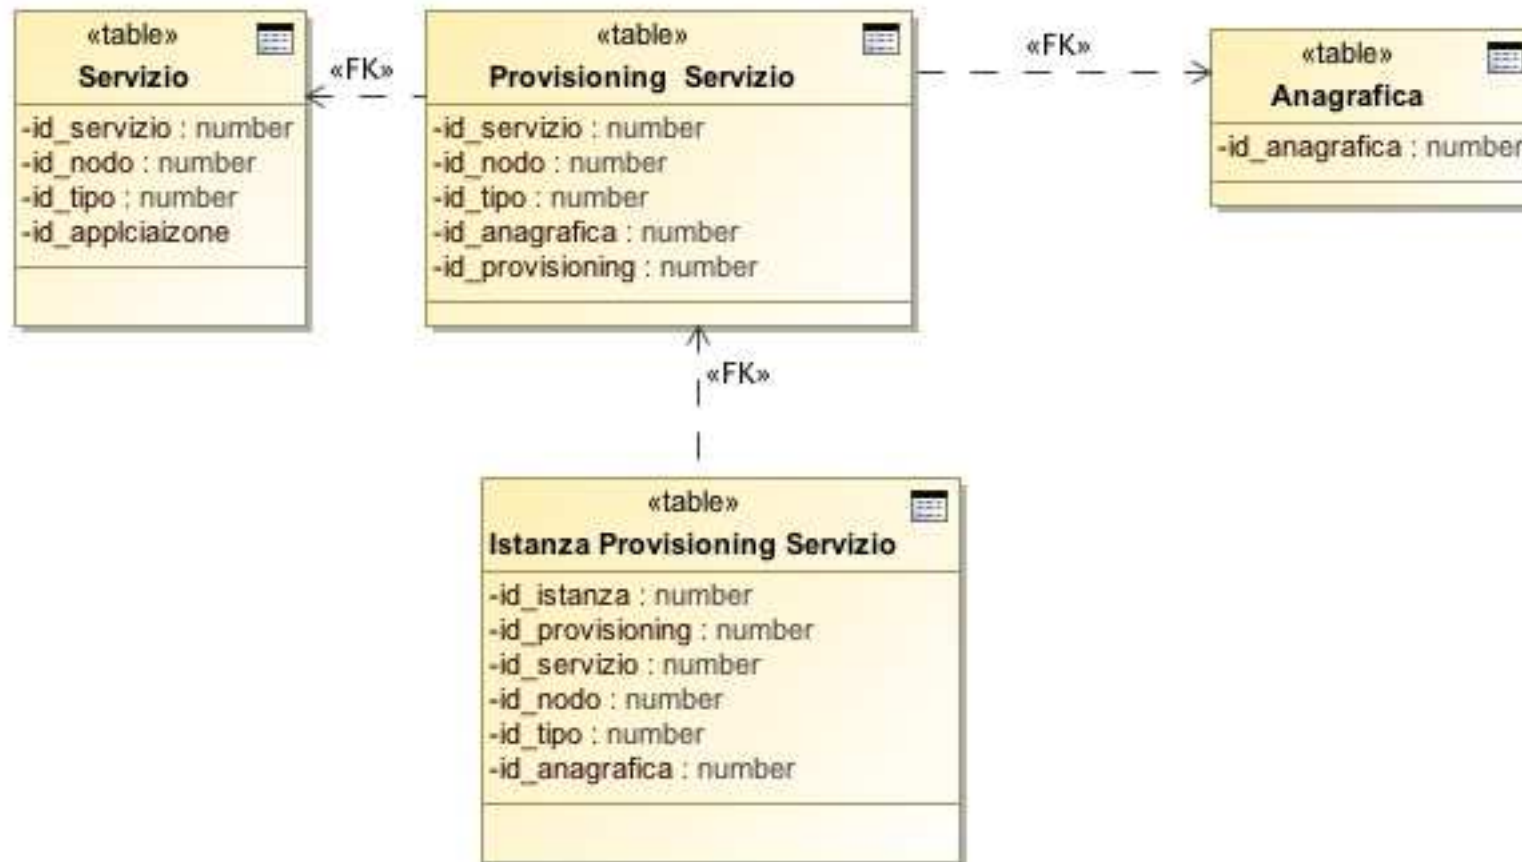 «table»
Servizio
-id_servizio : number
-id_nodo : number
-id_tipo : number
-id_applciaizone
«FK»
«table»
Provisioning Servizio
-id_servizio : number
-id_nodo : number
-id_tipo : number
-id_anagrafica : number
-id_provisioning : number
«FK»
«table»
Anagrafica
-id_anagrafica : number
«FK»
«table»
Istanza Provisioning Servizio
-id_istanza : number
-id_provisioning : number
-id_servizio : number
-id_nodo : number
-id_tipo : number
-id_anagrafica : number